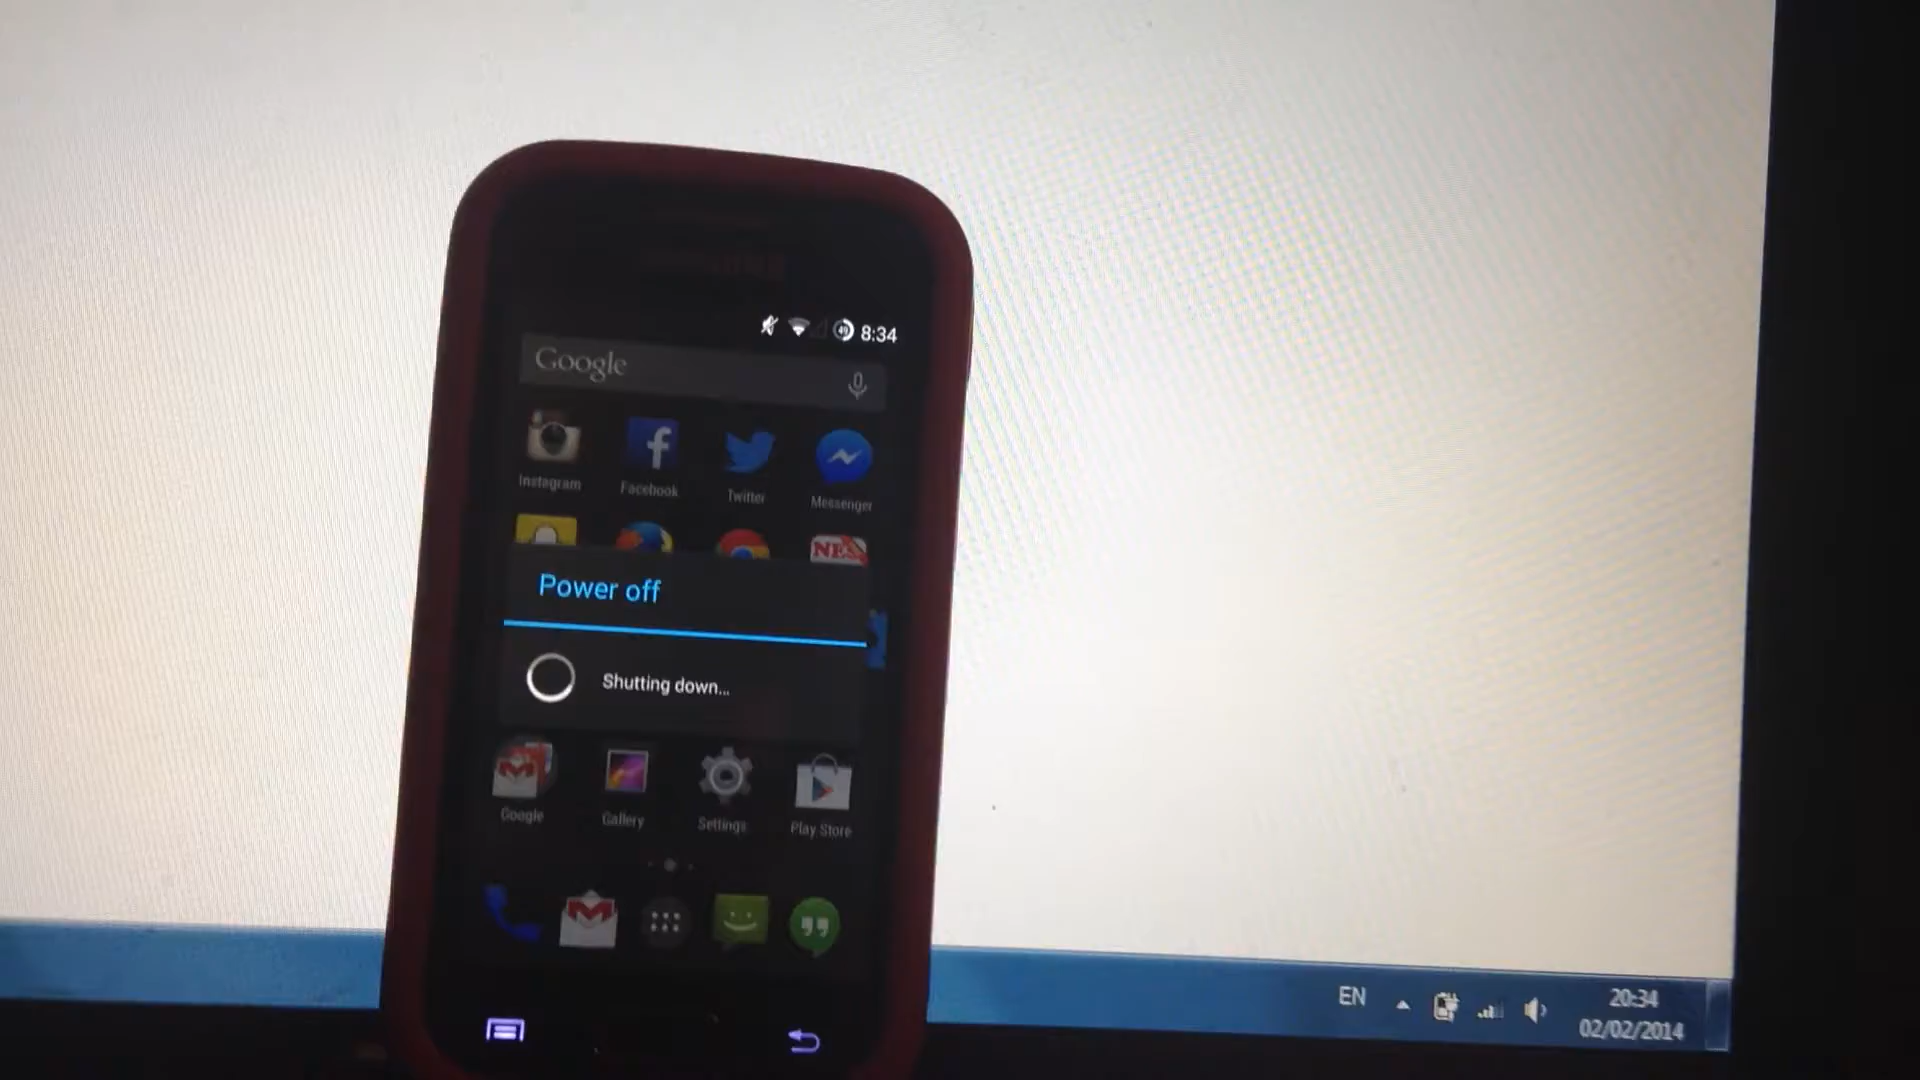 8:34
Google
Instagram Facebook Twitter Messenger
Power off
Shutting down...
Google Gallery Settings Play Store
EN
20:34
02/02/2014